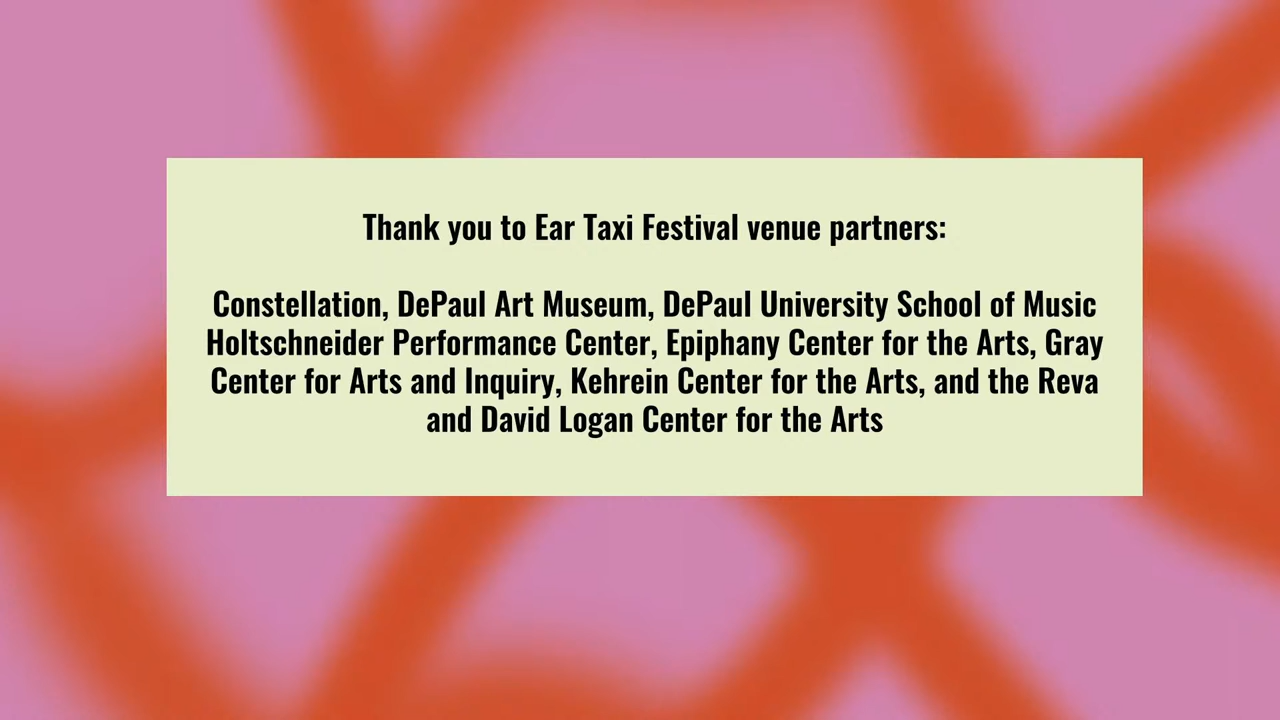 Thank you to Ear Taxi Festival venue partners:
Constellation, DePaul Art Museum, DePaul University School of Music
Holtschneider Performance Center, Epiphany Center for the Arts, Gray
Center for Arts and Inquiry, Kehrein Center for the Arts, and the Reva
and David Logan Center for the Arts